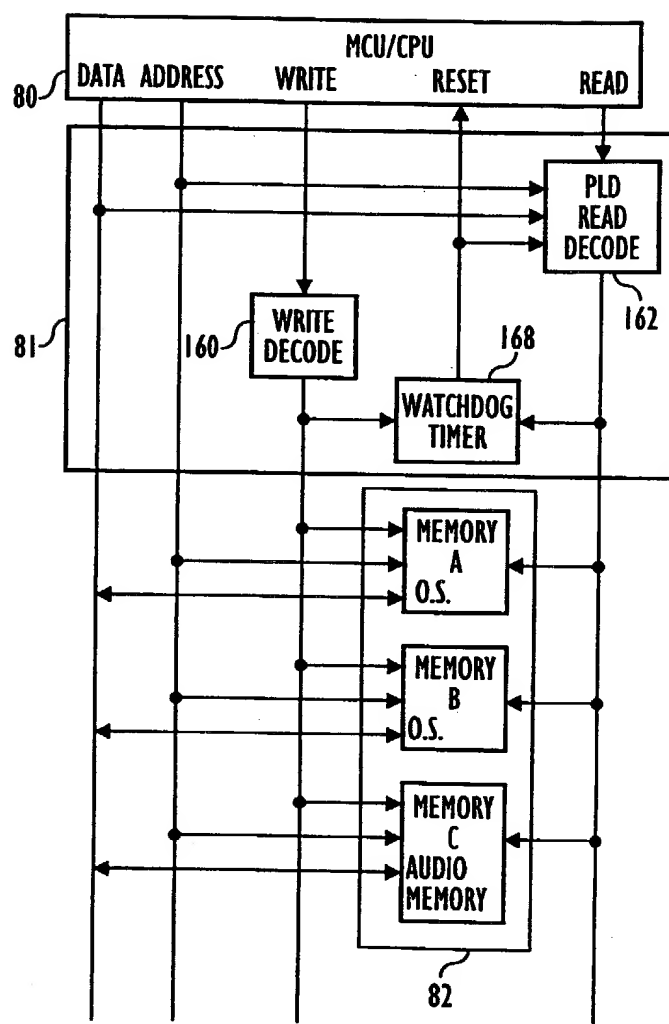 MCU/CPU
DATA ADDRESS WRITE RESET READ
80
PLD
READ
DECODE
162
81
160
WRITE
DECODE
168
WATCHDOG
TIMER
MEMORY
A
O.S.
MEMORY
B
O.S.
MEMORY
C
AUDIO
MEMORY
82